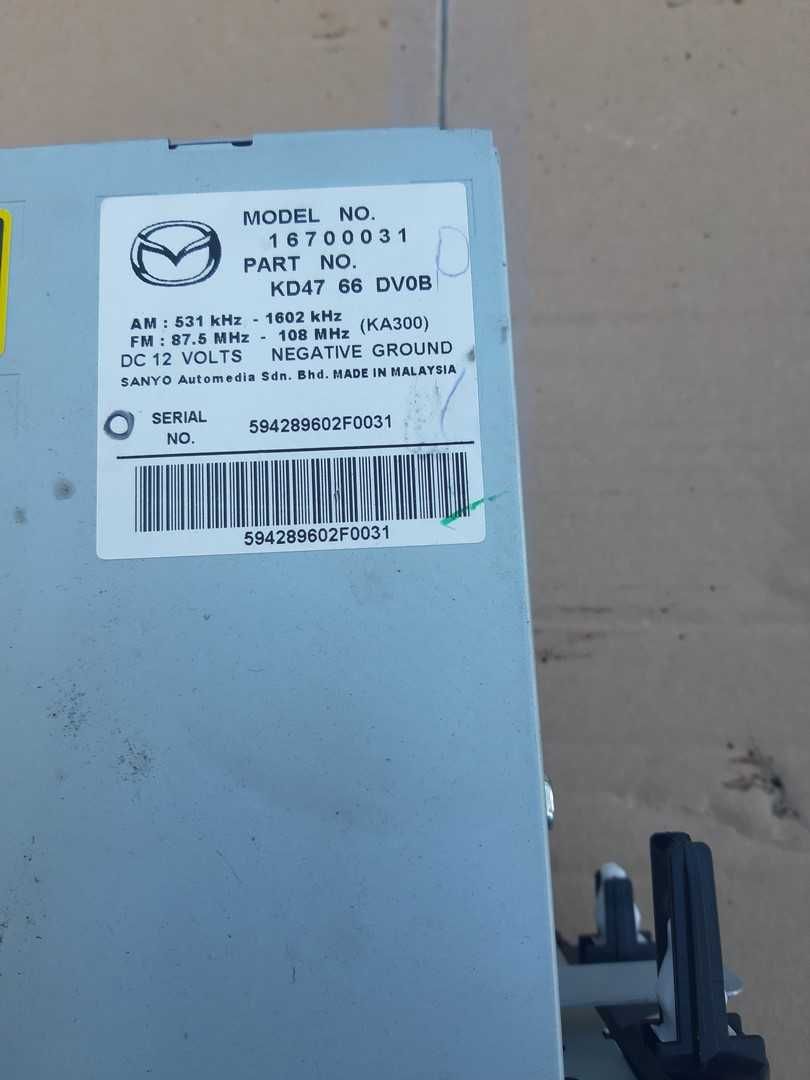 MODEL NO.
16700031
PART NO.
KD47 66 DV0B
AM : 531 kHz - 1602 kHz
FM : 87.5 MHz - 108 MHz (KA300)
DC 12 VOLTS NEGATIVE GROUND
SANYO Automedia Sdn. Bhd. MADE IN MALAYSIA
SERIAL NO. 594289602F0031
594289602F0031